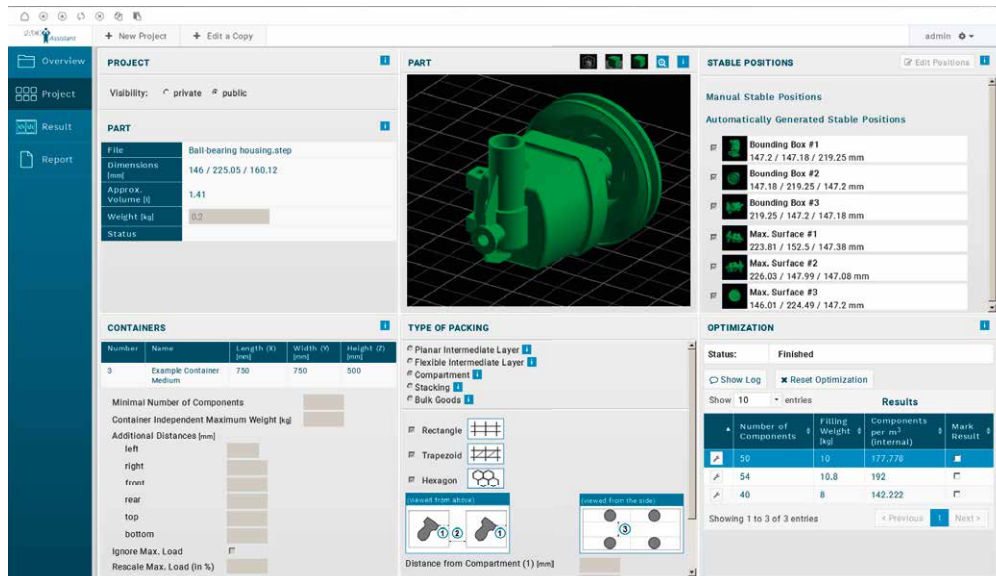 Assistant
+ New Project
+ Edit a Copy
admin
Overview
Project
Result
Report
PROJECT
Visibility: private public
PART
File Ball-bearing housing.step
Dimensions [mm] 146 / 225.05 / 160.12
Approx. Volume [l] 1.41
Weight [kg] 0.2
Status
PART
STABLE POSITIONS
Edit Positions
Manual Stable Positions
Automatically Generated Stable Positions
Bounding Box #1
147.2 / 147.18 / 219.25 mm
Bounding Box #2
147.18 / 219.25 / 147.2 mm
Bounding Box #3
219.25 / 147.2 / 147.18 mm
Max. Surface #1
223.81 / 152.5 / 147.38 mm
Max. Surface #2
226.03 / 147.99 / 147.08 mm
Max. Surface #3
146.01 / 224.49 / 147.2 mm
CONTAINERS
Number Name Length (X) [mm] Width (Y) [mm] Height (Z) [mm]
3 Example Container Medium 750 750 500
Minimal Number of Components
Container Independent Maximum Weight [kg]
Additional Distances [mm]
left
right
front
rear
top
bottom
Ignore Max. Load
Rescale Max. Load (in %)
TYPE OF PACKING
Planar Intermediate Layer
Flexible Intermediate Layer
Compartment
Stacking
Bulk Goods
Rectangle
Trapezoid
Hexagon
(viewed from above)
1 2 1
(viewed from the side)
3
Distance from Compartment (1) [mm]
OPTIMIZATION
Status: Finished
Show Log
Reset Optimization
Show 10 entries
Results
Number of Components Filling Weight [kg] Components per m³ (internal) Mark Result
50 10 177.778
54 10.8 192
40 8 142.222
Showing 1 to 3 of 3 entries
< Previous 1 Next >